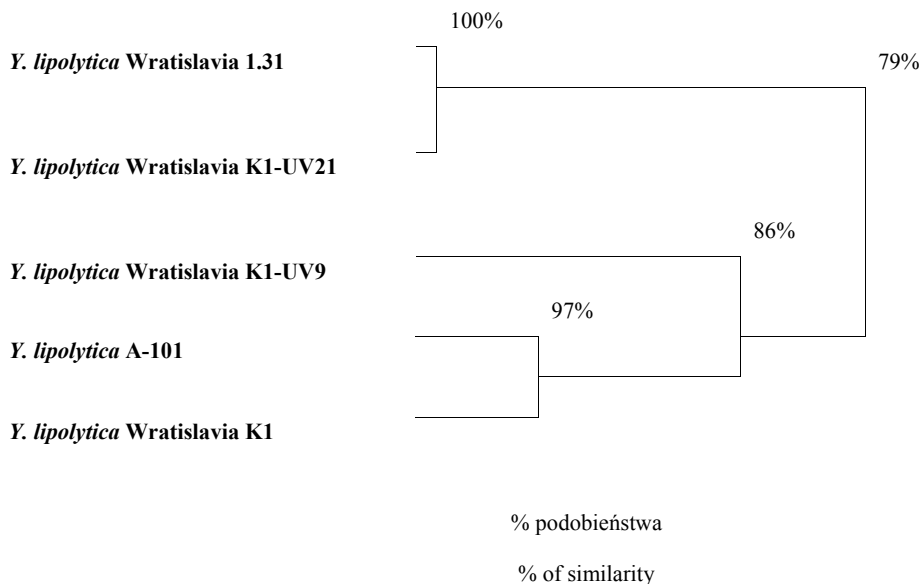 100%
Y. lipolytica Wratislavia 1.31
79%
Y. lipolytica Wratislavia K1-UV21
86%
Y. lipolytica Wratislavia K1-UV9
97%
Y. lipolytica A-101
Y. lipolytica Wratislavia K1
% podobieństwa
% of similarity